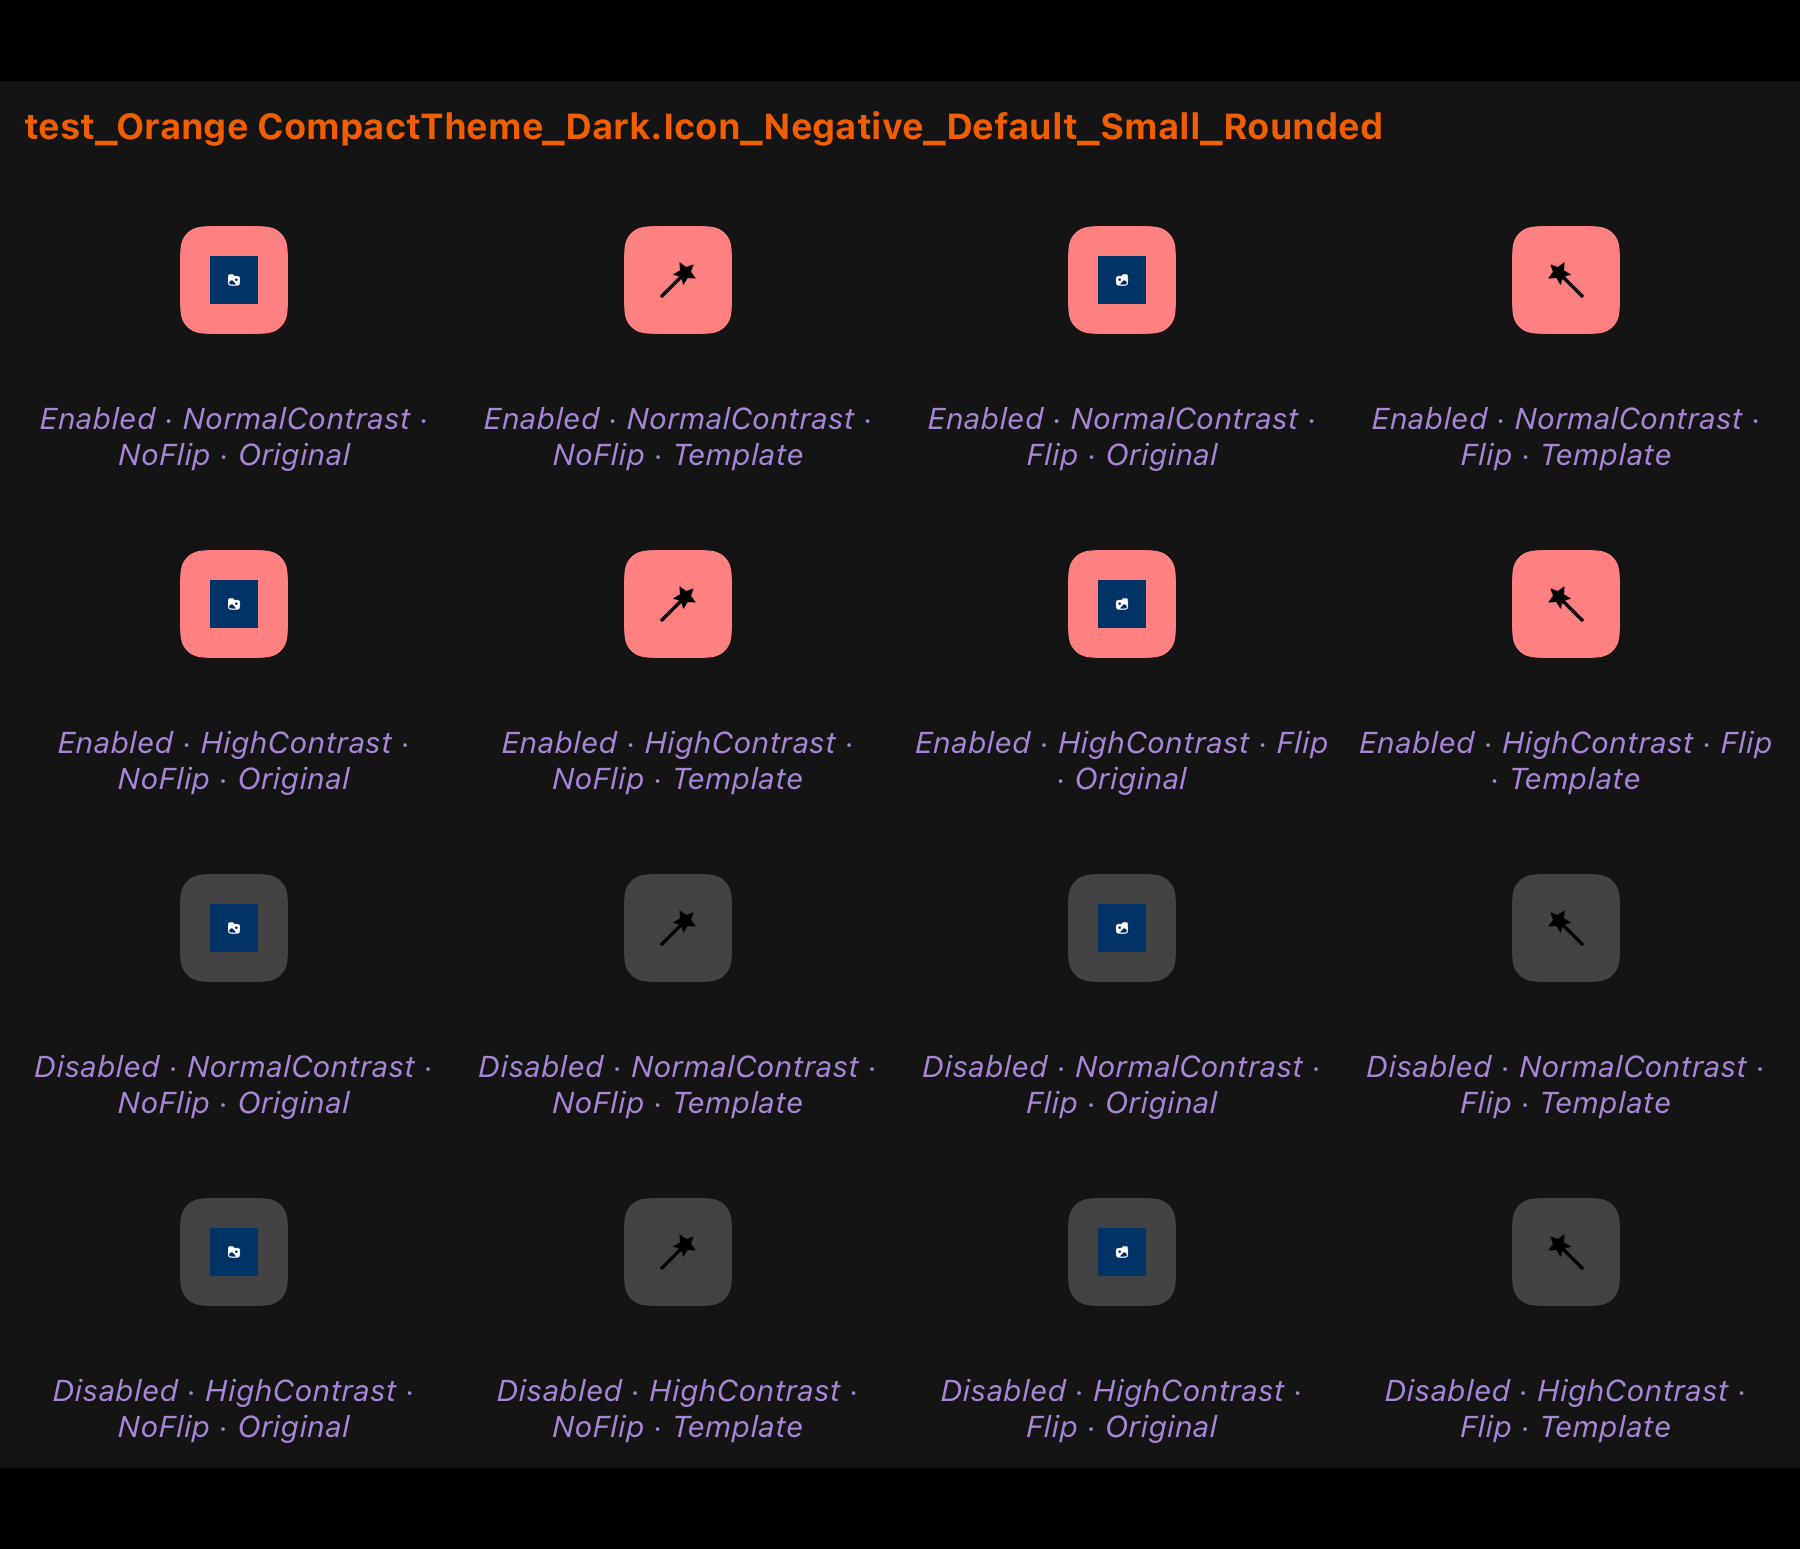 test_Orange CompactTheme_Dark.Icon_Negative_Default_Small_Rounded
Enabled · NormalContrast ·
NoFlip · Original
Enabled · NormalContrast ·
NoFlip · Template
Enabled · NormalContrast ·
Flip · Original
Enabled · NormalContrast ·
Flip · Template
Enabled · HighContrast ·
NoFlip · Original
Enabled · HighContrast ·
NoFlip · Template
Enabled · HighContrast · Flip
· Original
Enabled · HighContrast · Flip
· Template
Disabled · NormalContrast ·
NoFlip · Original
Disabled · NormalContrast ·
NoFlip · Template
Disabled · NormalContrast ·
Flip · Original
Disabled · NormalContrast ·
Flip · Template
Disabled · HighContrast ·
NoFlip · Original
Disabled · HighContrast ·
NoFlip · Template
Disabled · HighContrast ·
Flip · Original
Disabled · HighContrast ·
Flip · Template